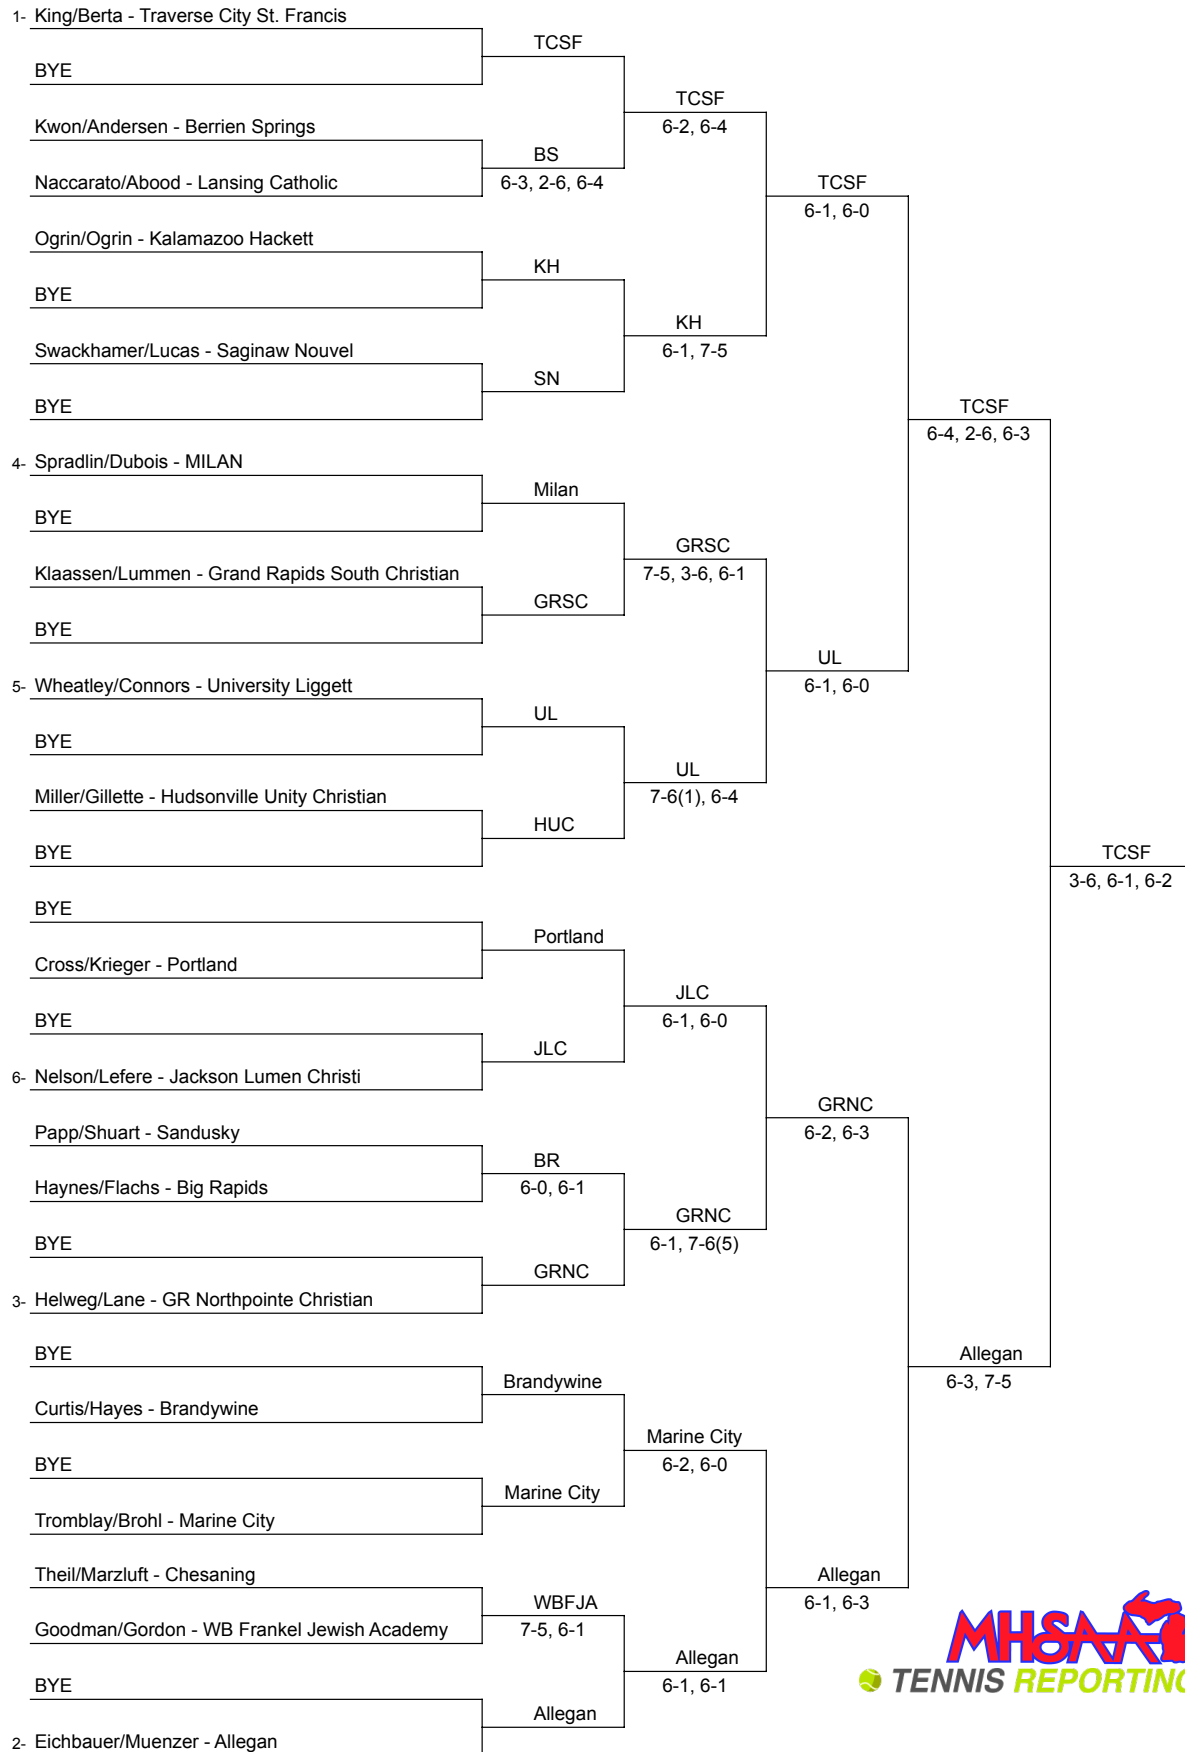 1- King/Berta - Traverse City St. Francis
TCSF
BYE
TCSF
Kwon/Andersen - Berrien Springs
6-2, 6-4
BS
Naccarato/Abood - Lansing Catholic
6-3, 2-6, 6-4
TCSF
6-1, 6-0
Ogrin/Ogrin - Kalamazoo Hackett
KH
BYE
KH
Swackhamer/Lucas - Saginaw Nouvel
6-1, 7-5
SN
BYE
TCSF
6-4, 2-6, 6-3
4- Spradlin/Dubois - MILAN
Milan
BYE
GRSC
Klaassen/Lummen - Grand Rapids South Christian
7-5, 3-6, 6-1
GRSC
BYE
UL
5- Wheatley/Connors - University Liggett
6-1, 6-0
UL
BYE
UL
Miller/Gillette - Hudsonville Unity Christian
7-6(1), 6-4
HUC
BYE
TCSF
3-6, 6-1, 6-2
BYE
Portland
Cross/Krieger - Portland
JLC
BYE
6-1, 6-0
JLC
6- Nelson/Lefere - Jackson Lumen Christi
GRNC
Papp/Shuart - Sandusky
6-2, 6-3
BR
Haynes/Flachs - Big Rapids
6-0, 6-1
GRNC
BYE
6-1, 7-6(5)
GRNC
3- Helweg/Lane - GR Northpointe Christian
BYE
Allegan
Brandywine
6-3, 7-5
Curtis/Hayes - Brandywine
Marine City
BYE
6-2, 6-0
Marine City
Tromblay/Brohl - Marine City
Theil/Marzluft - Chesaning
Allegan
WBFJA
6-1, 6-3
Goodman/Gordon - WB Frankel Jewish Academy
7-5, 6-1
Allegan
BYE
6-1, 6-1
Allegan
2- Eichbauer/Muenzer - Allegan
MHSAA
TENNIS REPORTING